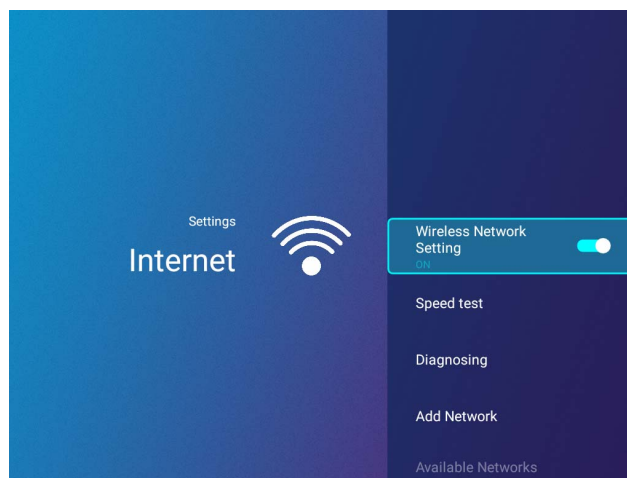 Settings
Internet
Wireless Network
Setting
ON
Speed test
Diagnosing
Add Network
Available Networks